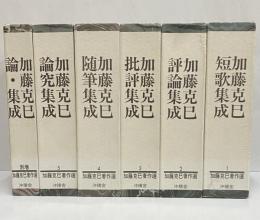 加藤克巳
短歌集成
1
加藤克巳著作選
沖積舎
加藤克巳
評論集成
2
加藤克巳著作選
沖積舎
加藤克巳
批評集成
3
加藤克巳著作選
沖積舎
加藤克巳
随筆集成
4
加藤克巳著作選
沖積舎
加藤克巳
論究集成
5
加藤克巳著作選
沖積舎
加藤克巳
論・集成
別巻
加藤克巳著作選
沖積舎